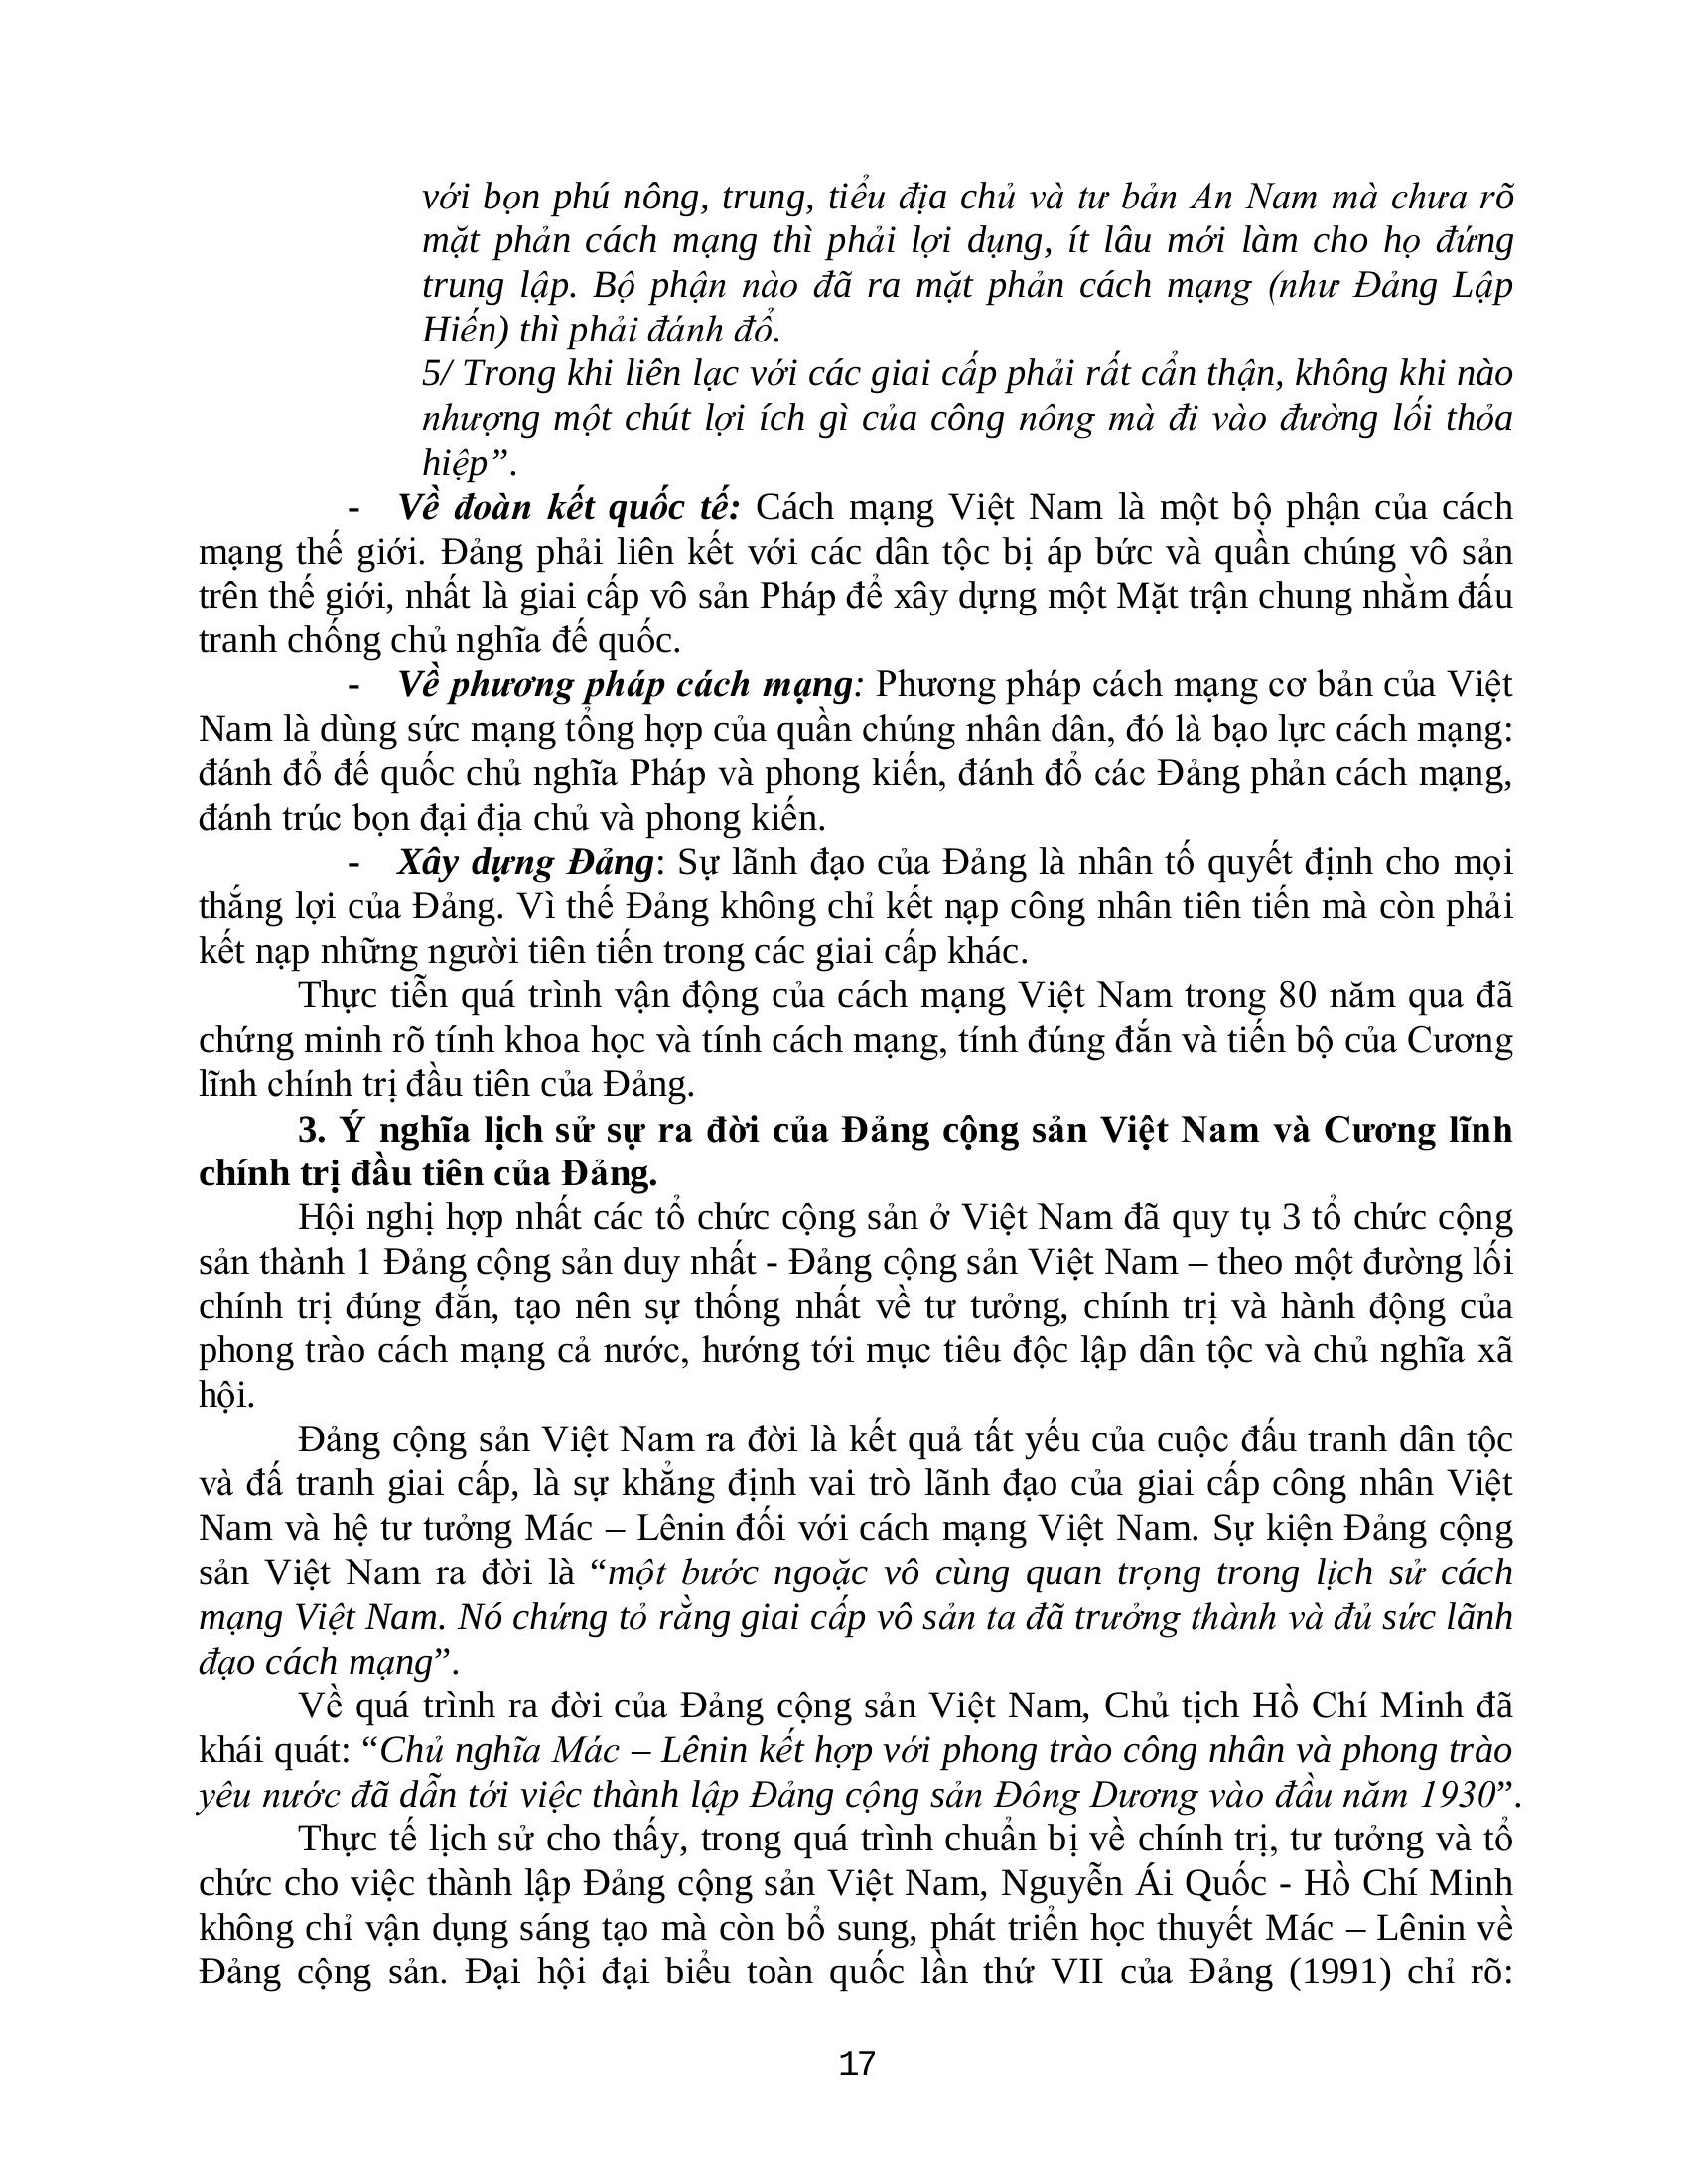 với bọn phú nông, trung, tiểu địa chủ và tư bản An Nam mà chưa rõ
mặt phản cách mạng thì phải lợi dụng, ít lâu mới làm cho họ đứng
trung lập. Bộ phận nào đã ra mặt phản cách mạng (như Đảng Lập
Hiến) thì phải đánh đổ.
5/ Trong khi liên lạc với các giai cấp phải rất cẩn thận, không khi nào
nhượng một chút lợi ích gì của công nông mà đi vào đường lối thỏa
hiệp”.
- Về đoàn kết quốc tế: Cách mạng Việt Nam là một bộ phận của cách
mạng thế giới. Đảng phải liên kết với các dân tộc bị áp bức và quần chúng vô sản
trên thế giới, nhất là giai cấp vô sản Pháp để xây dựng một Mặt trận chung nhằm đấu
tranh chống chủ nghĩa đế quốc.
- Về phương pháp cách mạng: Phương pháp cách mạng cơ bản của Việt
Nam là dùng sức mạng tổng hợp của quần chúng nhân dân, đó là bạo lực cách mạng:
đánh đổ đế quốc chủ nghĩa Pháp và phong kiến, đánh đổ các Đảng phản cách mạng,
đánh trúc bọn đại địa chủ và phong kiến.
- Xây dựng Đảng: Sự lãnh đạo của Đảng là nhân tố quyết định cho mọi
thắng lợi của Đảng. Vì thế Đảng không chỉ kết nạp công nhân tiên tiến mà còn phải
kết nạp những người tiên tiến trong các giai cấp khác.
Thực tiễn quá trình vận động của cách mạng Việt Nam trong 80 năm qua đã
chứng minh rõ tính khoa học và tính cách mạng, tính đúng đắn và tiến bộ của Cương
lĩnh chính trị đầu tiên của Đảng.
3. Ý nghĩa lịch sử sự ra đời của Đảng cộng sản Việt Nam và Cương lĩnh
chính trị đầu tiên của Đảng.
Hội nghị hợp nhất các tổ chức cộng sản ở Việt Nam đã quy tụ 3 tổ chức cộng
sản thành 1 Đảng cộng sản duy nhất - Đảng cộng sản Việt Nam – theo một đường lối
chính trị đúng đắn, tạo nên sự thống nhất về tư tưởng, chính trị và hành động của
phong trào cách mạng cả nước, hướng tới mục tiêu độc lập dân tộc và chủ nghĩa xã
hội.
Đảng cộng sản Việt Nam ra đời là kết quả tất yếu của cuộc đấu tranh dân tộc
và đấ tranh giai cấp, là sự khẳng định vai trò lãnh đạo của giai cấp công nhân Việt
Nam và hệ tư tưởng Mác – Lênin đối với cách mạng Việt Nam. Sự kiện Đảng cộng
sản Việt Nam ra đời là “một bước ngoặc vô cùng quan trọng trong lịch sử cách
mạng Việt Nam. Nó chứng tỏ rằng giai cấp vô sản ta đã trưởng thành và đủ sức lãnh
đạo cách mạng”.
Về quá trình ra đời của Đảng cộng sản Việt Nam, Chủ tịch Hồ Chí Minh đã
khái quát: “Chủ nghĩa Mác – Lênin kết hợp với phong trào công nhân và phong trào
yêu nước đã dẫn tới việc thành lập Đảng cộng sản Đông Dương vào đầu năm 1930”.
Thực tế lịch sử cho thấy, trong quá trình chuẩn bị về chính trị, tư tưởng và tổ
chức cho việc thành lập Đảng cộng sản Việt Nam, Nguyễn Ái Quốc - Hồ Chí Minh
không chỉ vận dụng sáng tạo mà còn bổ sung, phát triển học thuyết Mác – Lênin về
Đảng cộng sản. Đại hội đại biểu toàn quốc lần thứ VII của Đảng (1991) chỉ rõ:
17